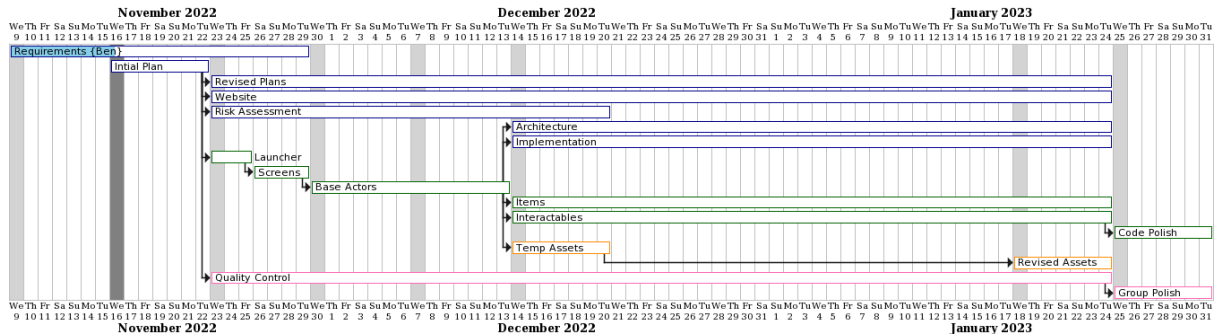 November 2022 December 2022 January 2023
We Th Fr Sa Su Mo Tu We Th Fr Sa Su Mo Tu We Th Fr Sa Su Mo Tu We Th Fr Sa Su Mo Tu We Th Fr Sa Su Mo Tu We Th Fr Sa Su Mo Tu We Th Fr Sa Su Mo Tu We Th Fr Sa Su Mo Tu We Th Fr Sa Su Mo Tu We Th Fr Sa Su Mo Tu We Th Fr Sa Su Mo Tu We Th Fr Sa Su Mo Tu
9 10 11 12 13 14 15 16 17 18 19 20 21 22 23 24 25 26 27 28 29 30 1 2 3 4 5 6 7 8 9 10 11 12 13 14 15 16 17 18 19 20 21 22 23 24 25 26 27 28 29 30 31 1 2 3 4 5 6 7 8 9 10 11 12 13 14 15 16 17 18 19 20 21 22 23 24 25 26 27 28 29 30 31
Requirements {Ben}
Intial Plan
Revised Plans
Website
Risk Assessment
Architecture
Implementation
Launcher
Screens
Base Actors
Items
Interactables
Code Polish
Temp Assets
Revised Assets
Quality Control
Group Polish
We Th Fr Sa Su Mo Tu We Th Fr Sa Su Mo Tu We Th Fr Sa Su Mo Tu We Th Fr Sa Su Mo Tu We Th Fr Sa Su Mo Tu We Th Fr Sa Su Mo Tu We Th Fr Sa Su Mo Tu We Th Fr Sa Su Mo Tu We Th Fr Sa Su Mo Tu We Th Fr Sa Su Mo Tu We Th Fr Sa Su Mo Tu We Th Fr Sa Su Mo Tu
9 10 11 12 13 14 15 16 17 18 19 20 21 22 23 24 25 26 27 28 29 30 1 2 3 4 5 6 7 8 9 10 11 12 13 14 15 16 17 18 19 20 21 22 23 24 25 26 27 28 29 30 31 1 2 3 4 5 6 7 8 9 10 11 12 13 14 15 16 17 18 19 20 21 22 23 24 25 26 27 28 29 30 31
November 2022 December 2022 January 2023